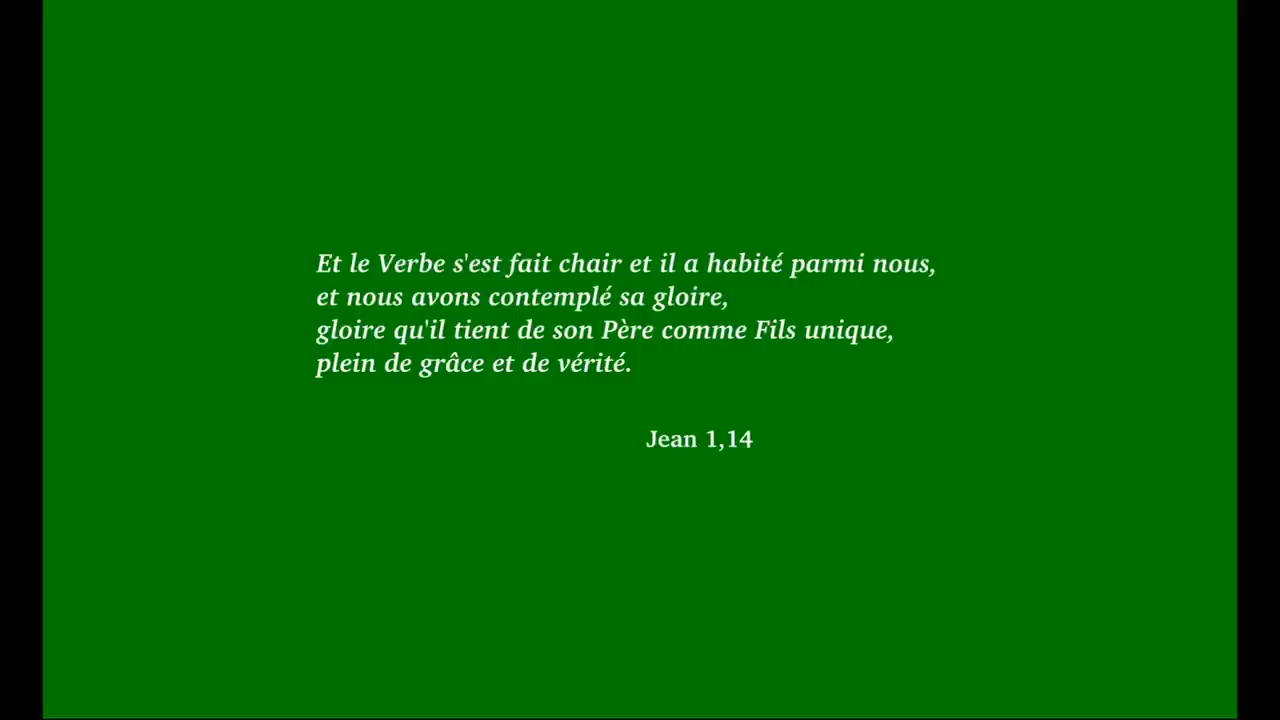 Et le Verbe s'est fait chair et il a habité parmi nous,
et nous avons contemplé sa gloire,
gloire qu'il tient de son Père comme Fils unique,
plein de grâce et de vérité.
Jean 1,14